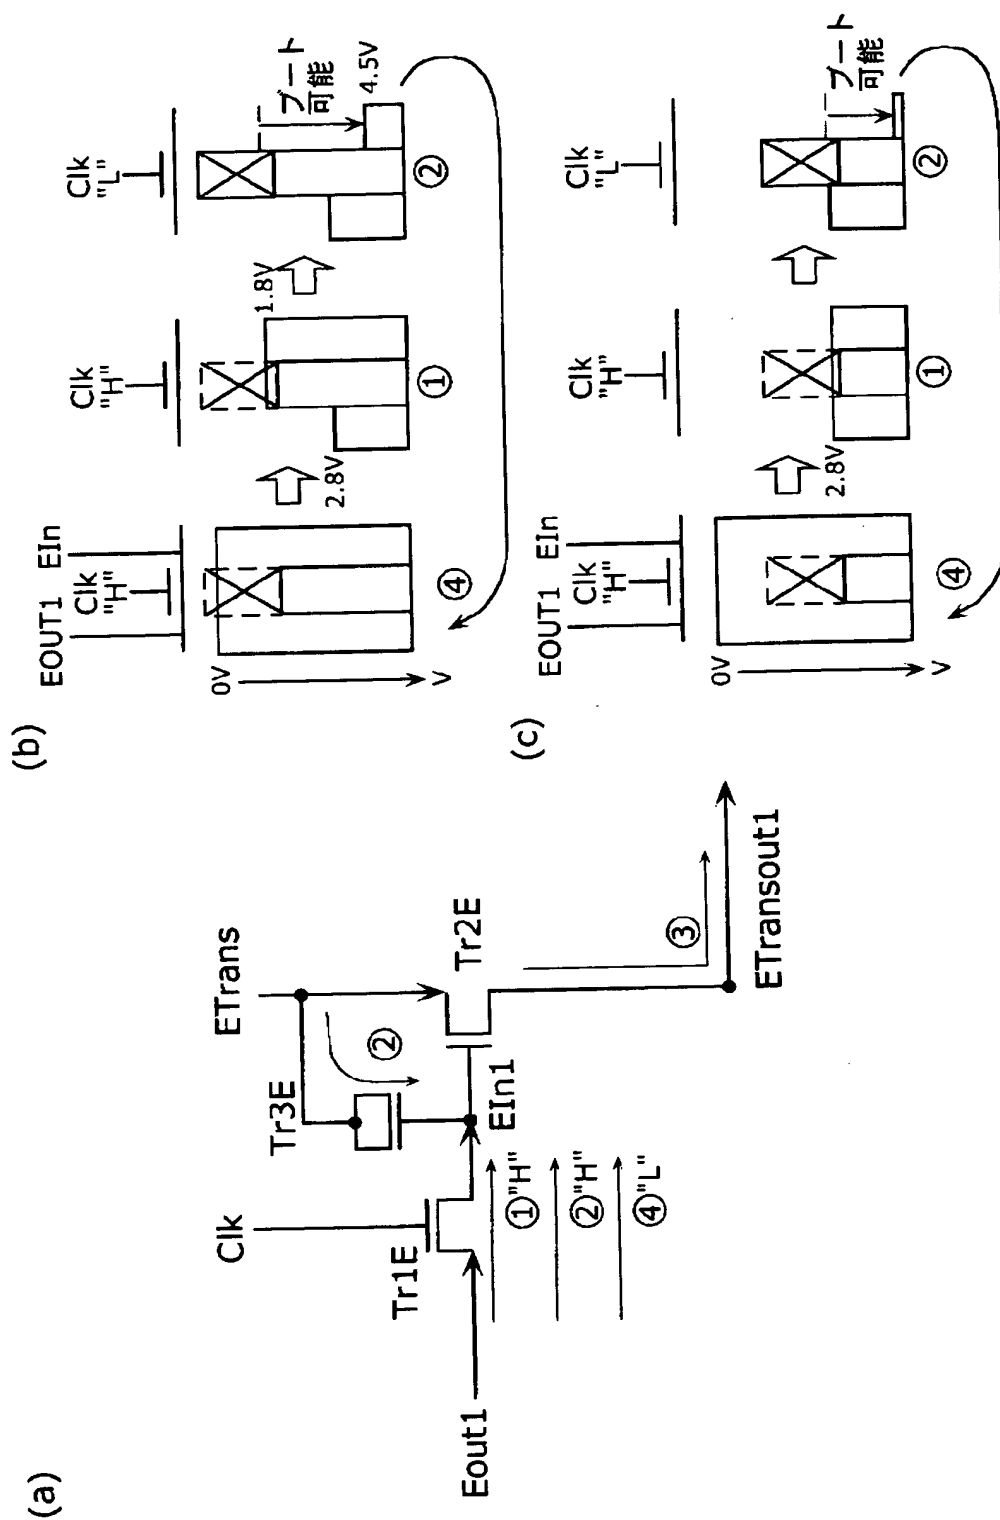 (a)
Eout1
Tr1E
Clk
Tr3E
ETrans
②
Tr2E
EIn1
①"H"
②"H"
④"L"
③
ETransout1
(b)
EOUT1
EIn
Clk
"H"
0V
V
④
2.8V
Clk
"H"
①
1.8V
Clk
"L"
②
ブート
可能
4.5V
(c)
EOUT1
EIn
Clk
"H"
0V
V
④
2.8V
Clk
"H"
①
Clk
"L"
②
ブート
可能